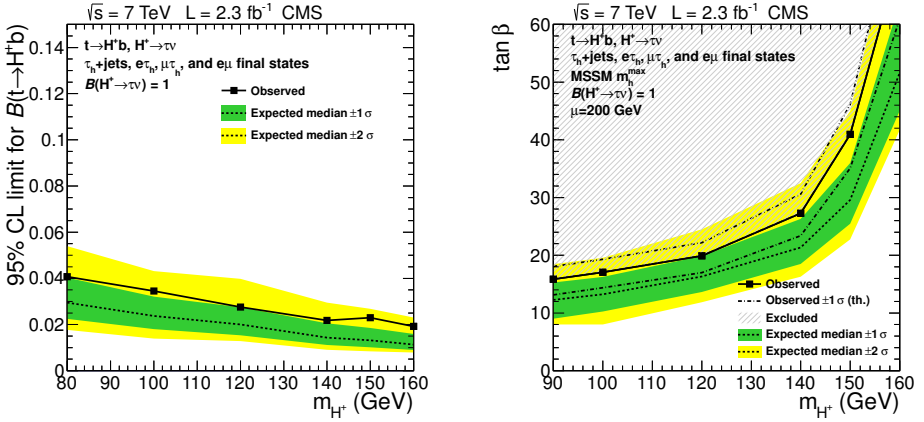 √s = 7 TeV L = 2.3 fb⁻¹ CMS
95% CL limit for B(t→H⁺b)
0.14
0.12
0.1
0.08
0.06
0.04
0.02
0
t→H⁺b, H⁺→τν
τₕ+jets, eτₕ, μτₕ, and eμ final states
B(H⁺→τν) = 1
Observed
Expected median ±1 σ
Expected median ±2 σ
80 90 100 110 120 130 140 150 160
m_H⁺ (GeV)
√s = 7 TeV L = 2.3 fb⁻¹ CMS
tan β
60
50
40
30
20
10
0
t→H⁺b, H⁺→τν
τₕ+jets, eτₕ, μτₕ, and eμ final states
MSSM mₕ^max
B(H⁺→τν) = 1
μ=200 GeV
Observed
Observed ±1 σ (th.)
Excluded
Expected median ±1 σ
Expected median ±2 σ
90 100 110 120 130 140 150 160
m_H⁺ (GeV)